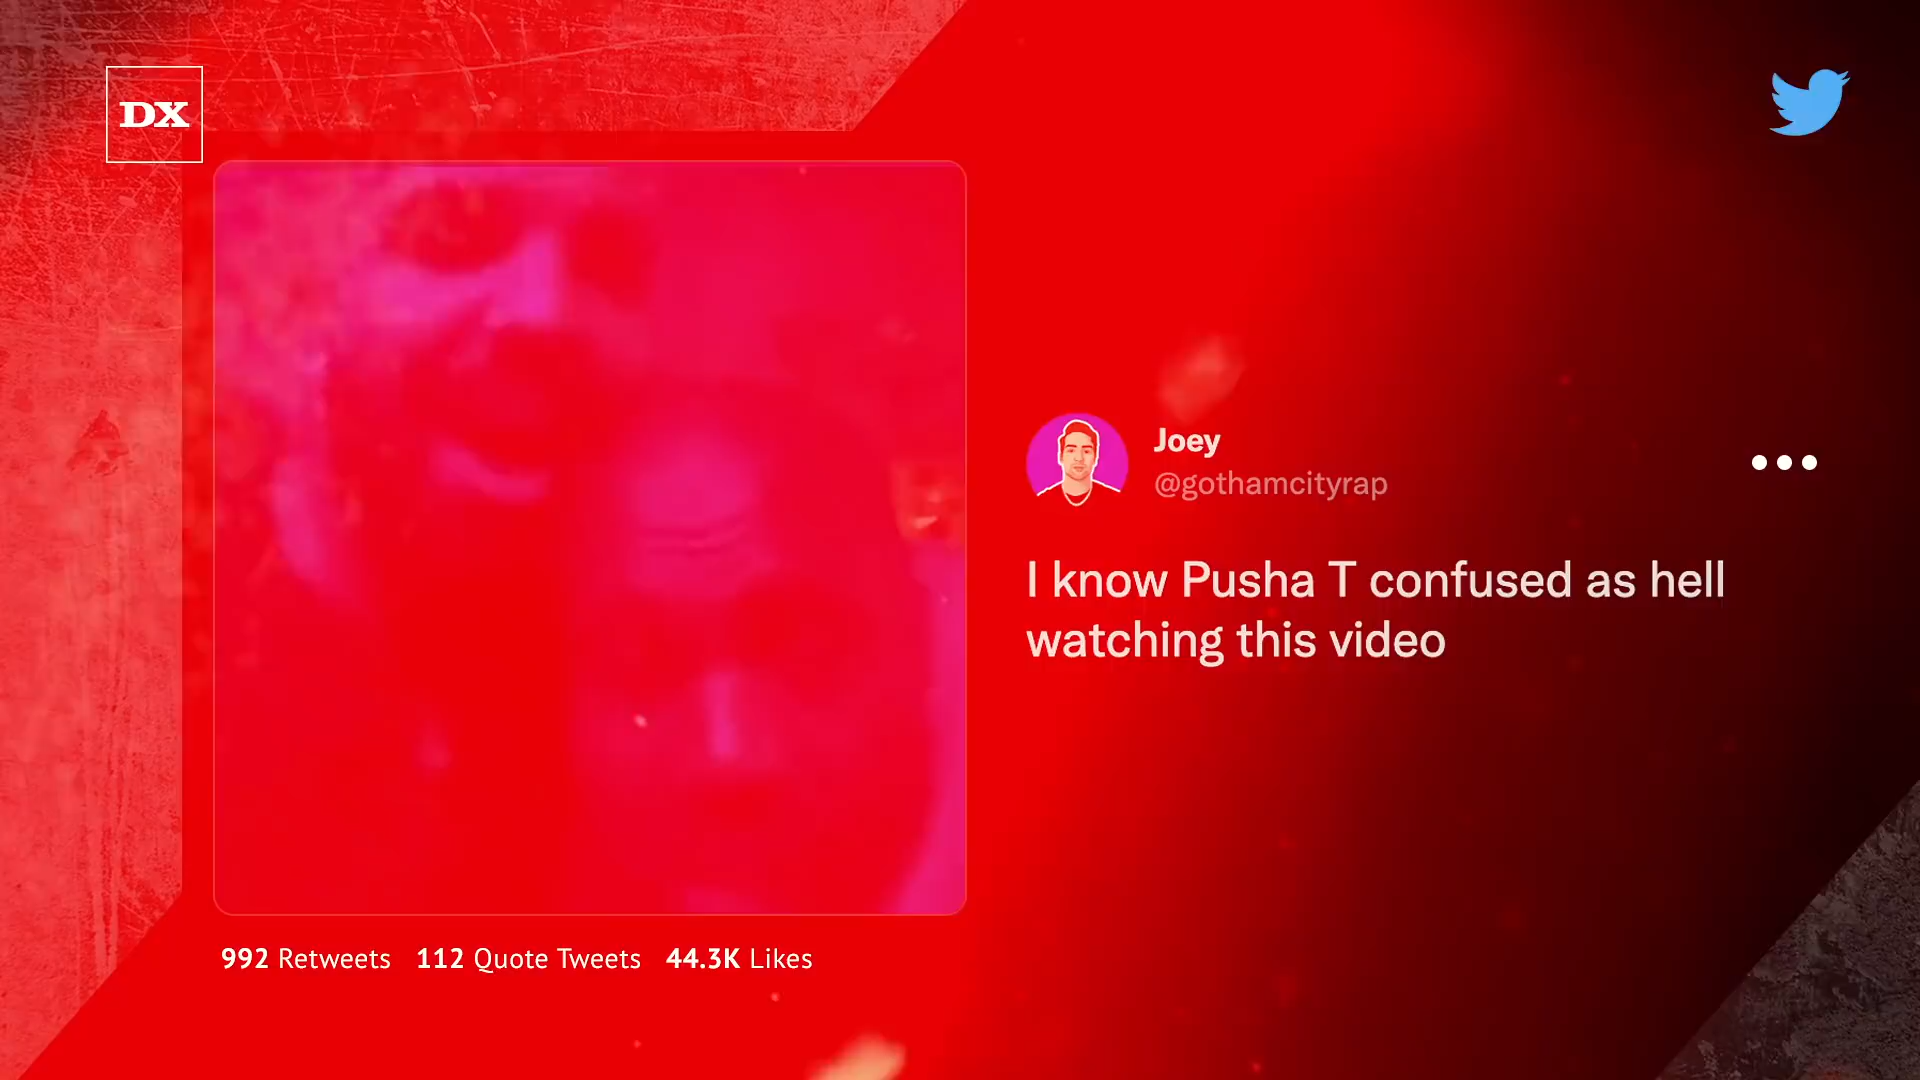 DX
Joey
@gothamcityrap
I know Pusha T confused as hell
watching this video
992 Retweets 112 Quote Tweets 44.3K Likes